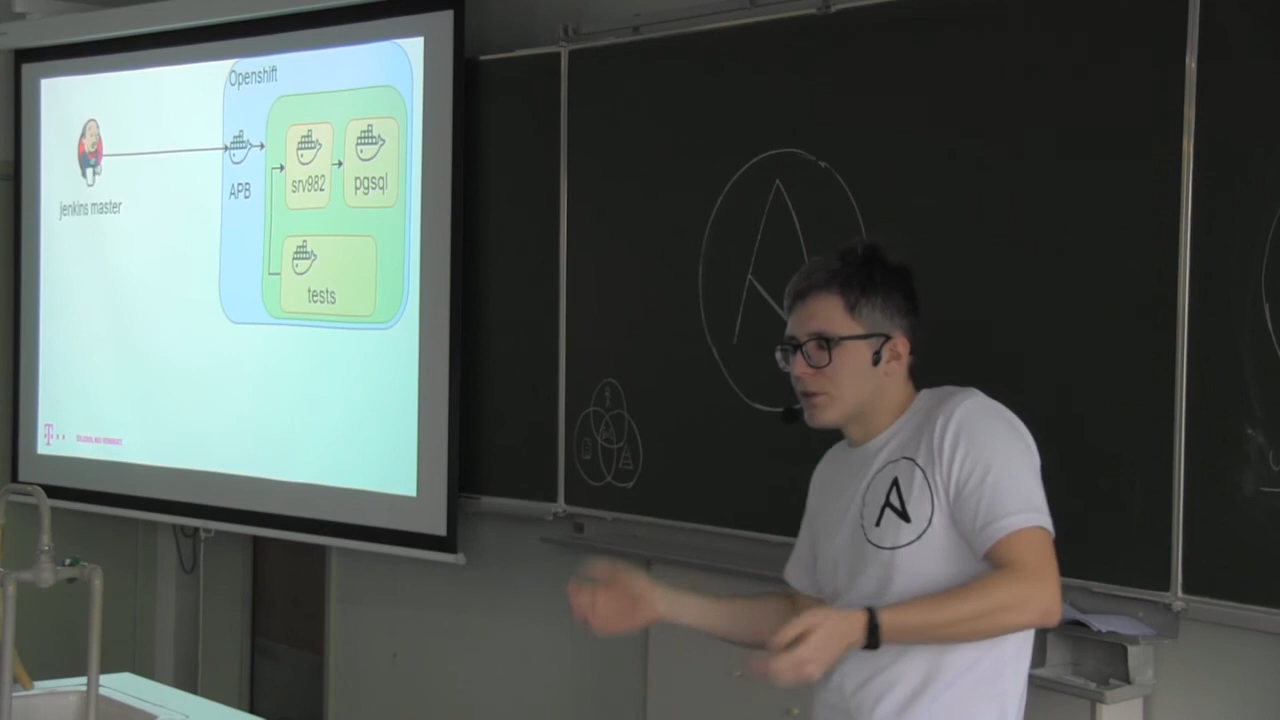 Openshift
jenkins master
APB
srv982
pgsql
tests
T
A
A